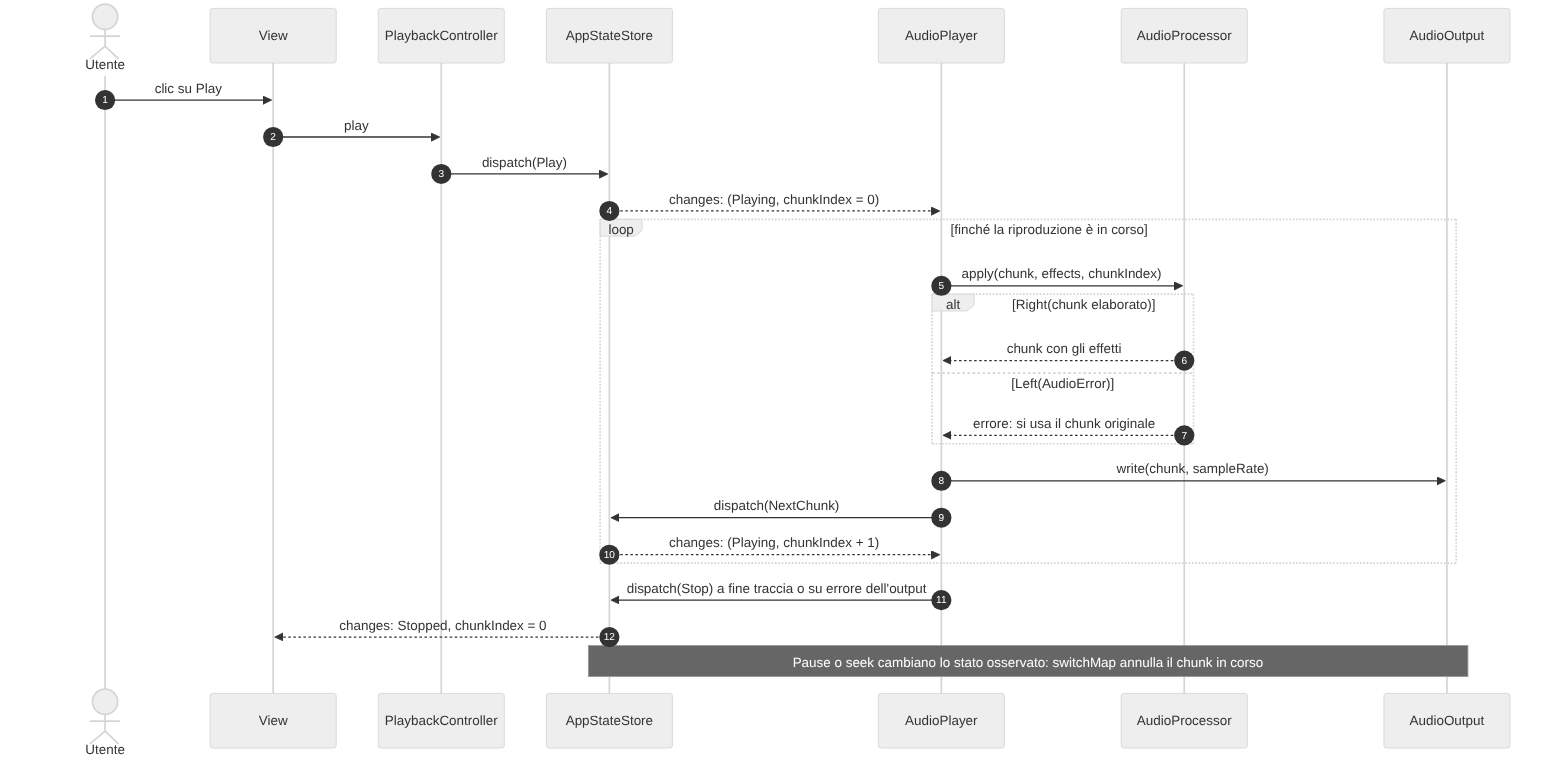 Utente
View
PlaybackController
AppStateStore
AudioPlayer
AudioProcessor
AudioOutput
1
clic su Play
2
play
3
dispatch(Play)
4
changes: (Playing, chunkIndex = 0)
loop
[finché la riproduzione è in corso]
5
apply(chunk, effects, chunkIndex)
alt
[Right(chunk elaborato)]
chunk con gli effetti
6
[Left(AudioError)]
errore: si usa il chunk originale
7
8
write(chunk, sampleRate)
dispatch(NextChunk)
9
10
changes: (Playing, chunkIndex + 1)
dispatch(Stop) a fine traccia o su errore dell'output
11
changes: Stopped, chunkIndex = 0
12
Pause o seek cambiano lo stato osservato: switchMap annulla il chunk in corso
Utente
View
PlaybackController
AppStateStore
AudioPlayer
AudioProcessor
AudioOutput